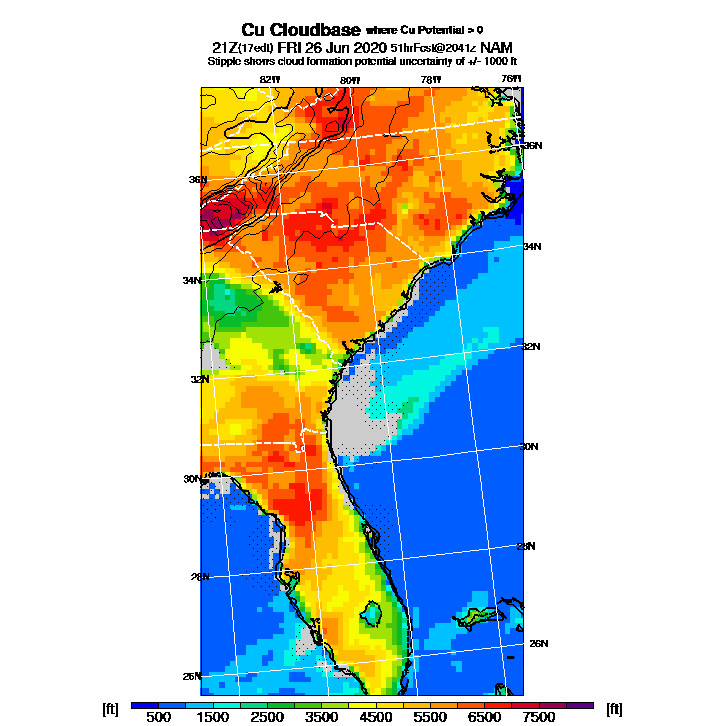 Cu Cloudbase where Cu Potential > 0
21Z(17edt) FRI 26 Jun 2020 51hrFcst@2041z NAM
Stipple shows cloud formation potential uncertainty of +/- 1000 ft
82W 80W 78W 76W
36N
36N
34N
34N
32N
32N
30N
30N
28N
28N
26N
26N
[ft] 500 1500 2500 3500 4500 5500 6500 7500 [ft]